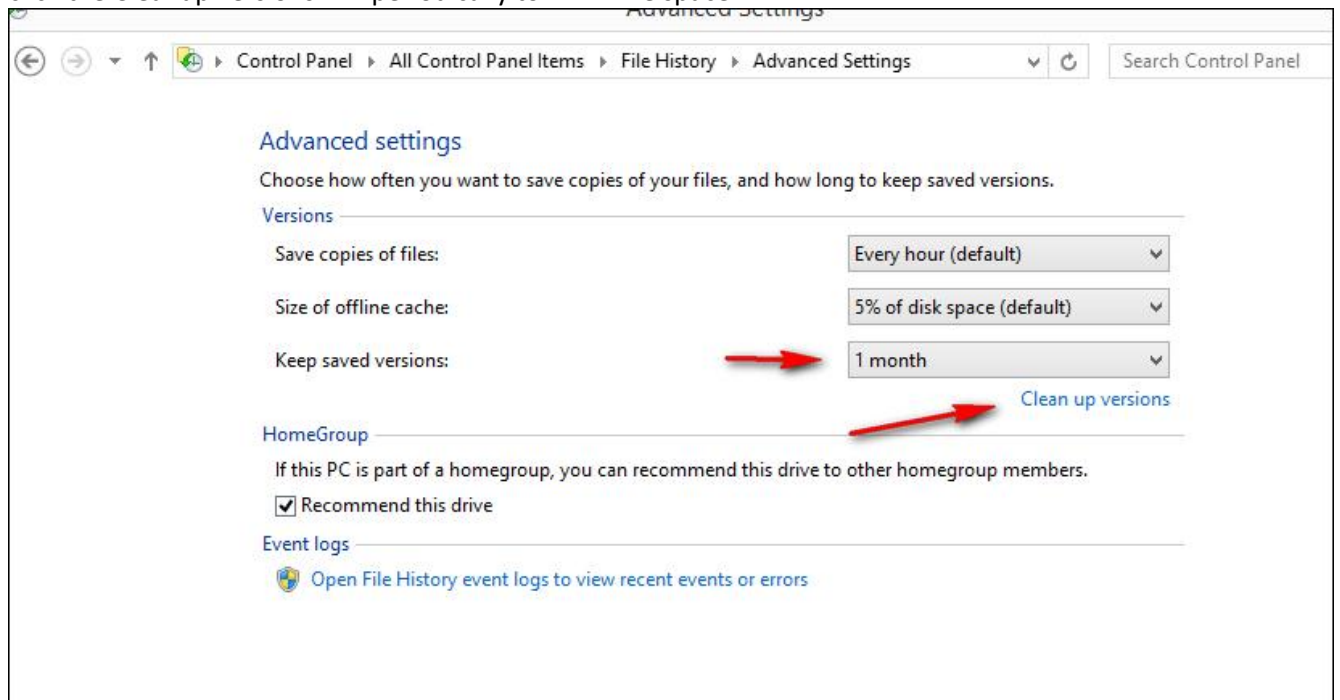 Advanced Settings
Control Panel ▸ All Control Panel Items ▸ File History ▸ Advanced Settings
Search Control Panel
Advanced settings
Choose how often you want to save copies of your files, and how long to keep saved versions.
Versions
Save copies of files: Every hour (default)
Size of offline cache: 5% of disk space (default)
Keep saved versions: 1 month
Clean up versions
HomeGroup
If this PC is part of a homegroup, you can recommend this drive to other homegroup members.
Recommend this drive
Event logs
Open File History event logs to view recent events or errors